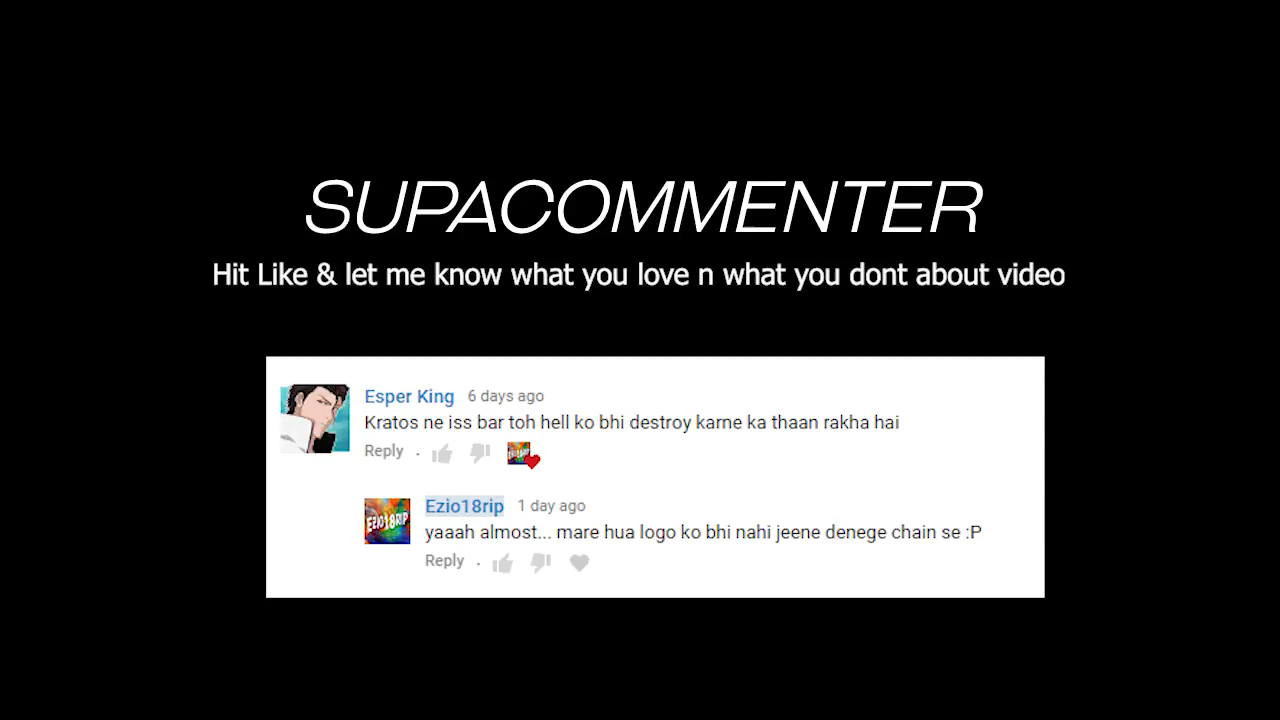 SUPACOMMENTER
Hit Like & let me know what you love n what you dont about video
Esper King 6 days ago
Kratos ne iss bar toh hell ko bhi destroy karne ka thaan rakha hai
Reply .
EZIO18RIP
Ezio18rip 1 day ago
yaaah almost... mare hua logo ko bhi nahi jeene denege chain se :P
Reply .